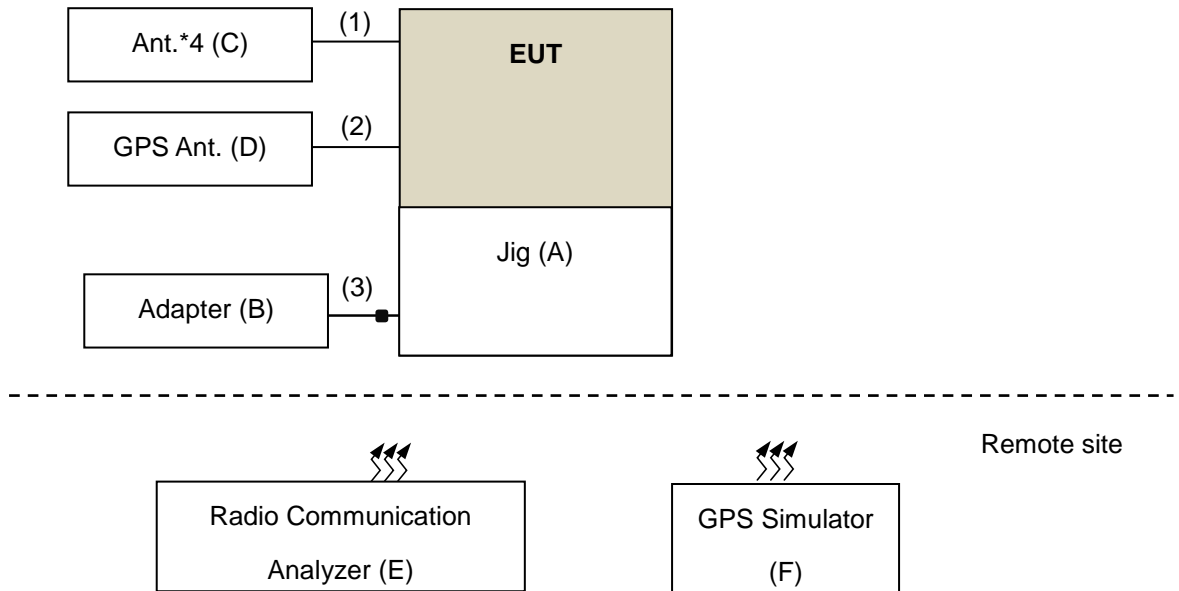 (1)
Ant.*4 (C)
EUT
(2)
GPS Ant. (D)
Jig (A)
(3)
Adapter (B)
Remote site
Radio Communication
Analyzer (E)
GPS Simulator
(F)